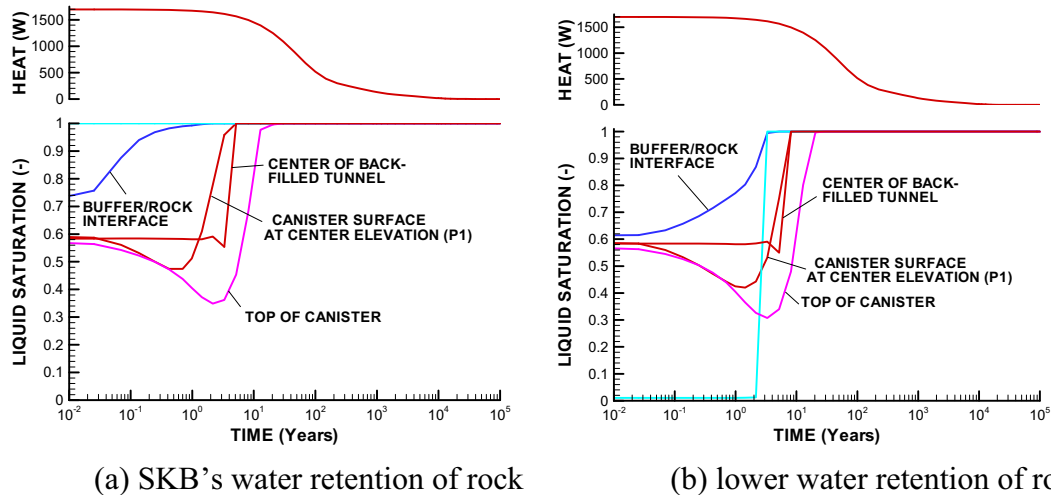 HEAT (W)
1500
1000
500
0
LIQUID SATURATION (-)
1
0.9
0.8
0.7
0.6
0.5
0.4
0.3
0.2
0.1
0
BUFFER/ROCK
INTERFACE
CENTER OF BACK-
FILLED TUNNEL
CANISTER SURFACE
AT CENTER ELEVATION (P1)
TOP OF CANISTER
10-2 10-1 100 101 102 103 104 105
TIME (Years)
(a) SKB's water retention of rock
HEAT (W)
1500
1000
500
0
LIQUID SATURATION (-)
1
0.9
0.8
0.7
0.6
0.5
0.4
0.3
0.2
0.1
0
BUFFER/ROCK
INTERFACE
CENTER OF BACK-
FILLED TUNNEL
CANISTER SURFACE
AT CENTER ELEVATION (P1)
TOP OF CANISTER
10-2 10-1 100 101 102 103 104 105
TIME (Years)
(b) lower water retention of ro